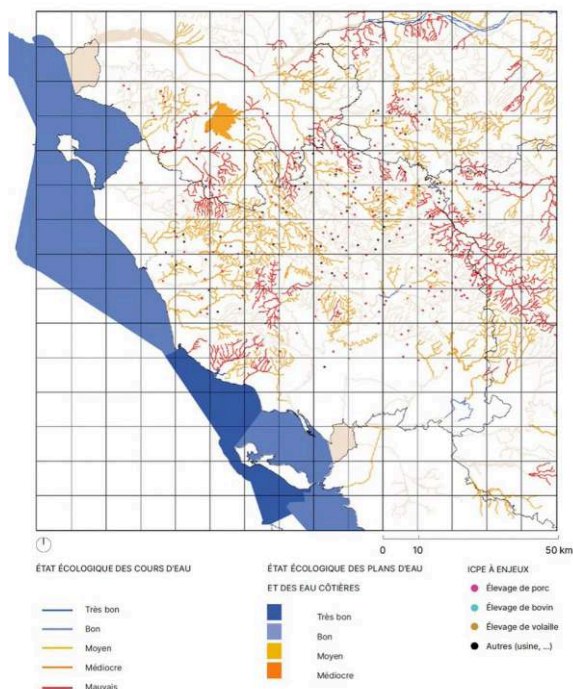 0 10 50 km
ÉTAT ÉCOLOGIQUE DES COURS D'EAU
Très bon
Bon
Moyen
Médiocre
Mauvais
ÉTAT ÉCOLOGIQUE DES PLANS D'EAU
ET DES EAU CÔTIÈRES
Très bon
Bon
Moyen
Médiocre
ICPE À ENJEUX
Élevage de porc
Élevage de bovin
Élevage de volaille
Autres (usine, ...)